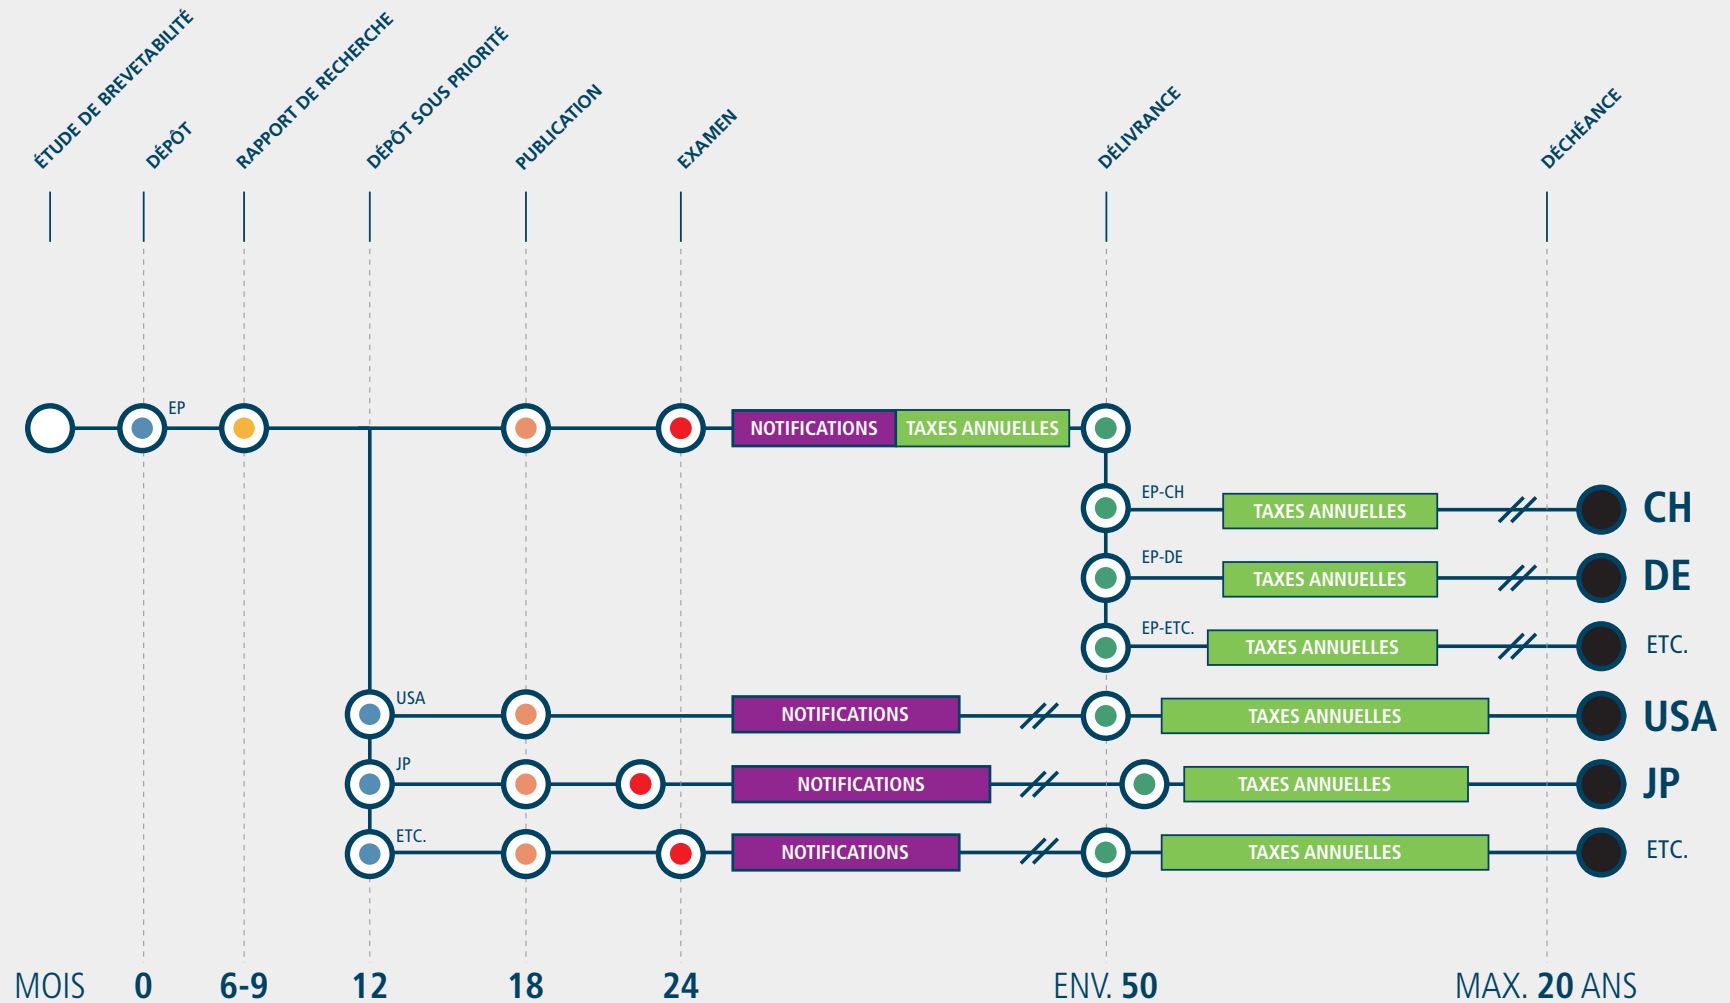 ÉTUDE DE BREVETABILITÉ
DÉPÔT
RAPPORT DE RECHERCHE
DÉPÔT SOUS PRIORITÉ
PUBLICATION
EXAMEN
DÉLIVRANCE
DÉCHÉANCE
EP
NOTIFICATIONS
TAXES ANNUELLES
EP-CH
TAXES ANNUELLES
CH
EP-DE
TAXES ANNUELLES
DE
EP-ETC.
TAXES ANNUELLES
ETC.
USA
NOTIFICATIONS
TAXES ANNUELLES
USA
JP
NOTIFICATIONS
TAXES ANNUELLES
JP
ETC.
NOTIFICATIONS
TAXES ANNUELLES
ETC.
MOIS 0 6-9 12 18 24 ENV. 50 MAX. 20 ANS